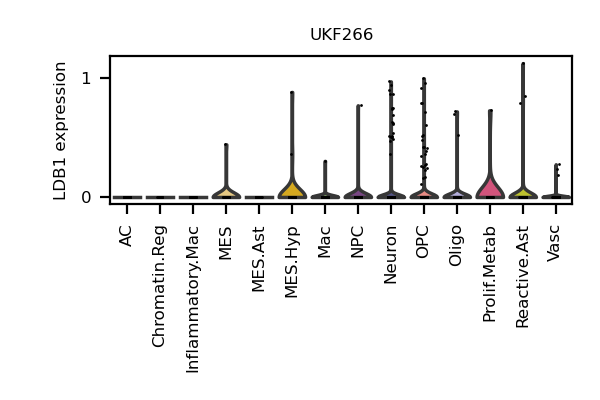 UKF266
LDB1 expression
1
0
AC
Chromatin.Reg
Inflammatory.Mac
MES
MES.Ast
MES.Hyp
Mac
NPC
Neuron
OPC
Oligo
Prolif.Metab
Reactive.Ast
Vasc